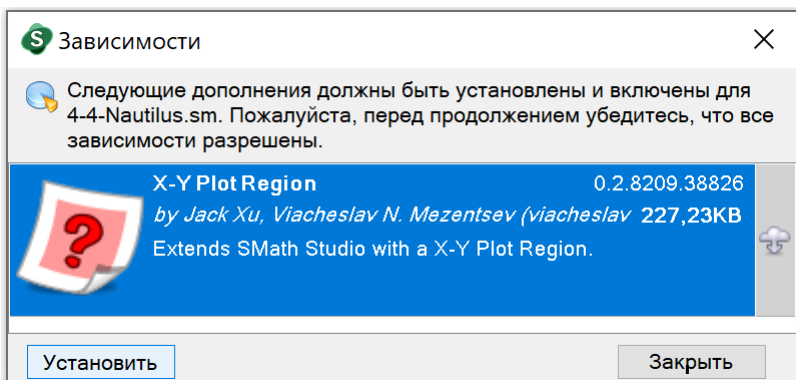 S Зависимости
Следующие дополнения должны быть установлены и включены для
4-4-Nautilus.sm. Пожалуйста, перед продолжением убедитесь, что все
зависимости разрешены.
X-Y Plot Region 0.2.8209.38826
by Jack Xu, Viacheslav N. Mezentsev (viacheslav 227,23KB
Extends SMath Studio with a X-Y Plot Region.
Установить Закрыть